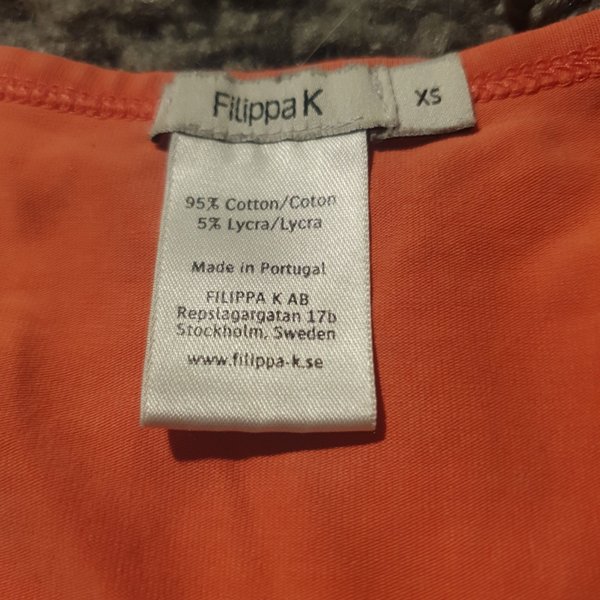 Filippa K
XS
95% Cotton/Coton
5% Lycra/Lycra
Made in Portugal
FILIPPA K AB
Repslagargatan 17b
Stockholm, Sweden
www.filippa-k.se